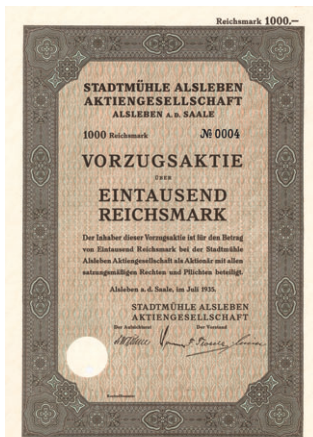 Reichsmark 1000.—
STADTMÜHLE ALSLEBEN
AKTIENGESELLSCHAFT
ALSLEBEN A. D. SAALE
1000 Reichsmark № 0004
VORZUGSAKTIE
ÜBER
EINTAUSEND
REICHSMARK
Der Inhaber dieser Vorzugsaktie ist für den Betrag
von Eintausend Reichsmark bei der Stadtmühle
Alsleben Aktiengesellschaft als Aktionär mit allen
satzungsmäßigen Rechten und Pflichten beteiligt.
Alsleben a. d. Saale, im Juli 1935.
STADTMÜHLE ALSLEBEN
AKTIENGESELLSCHAFT
Der Aufsichtsrat Der Vorstand